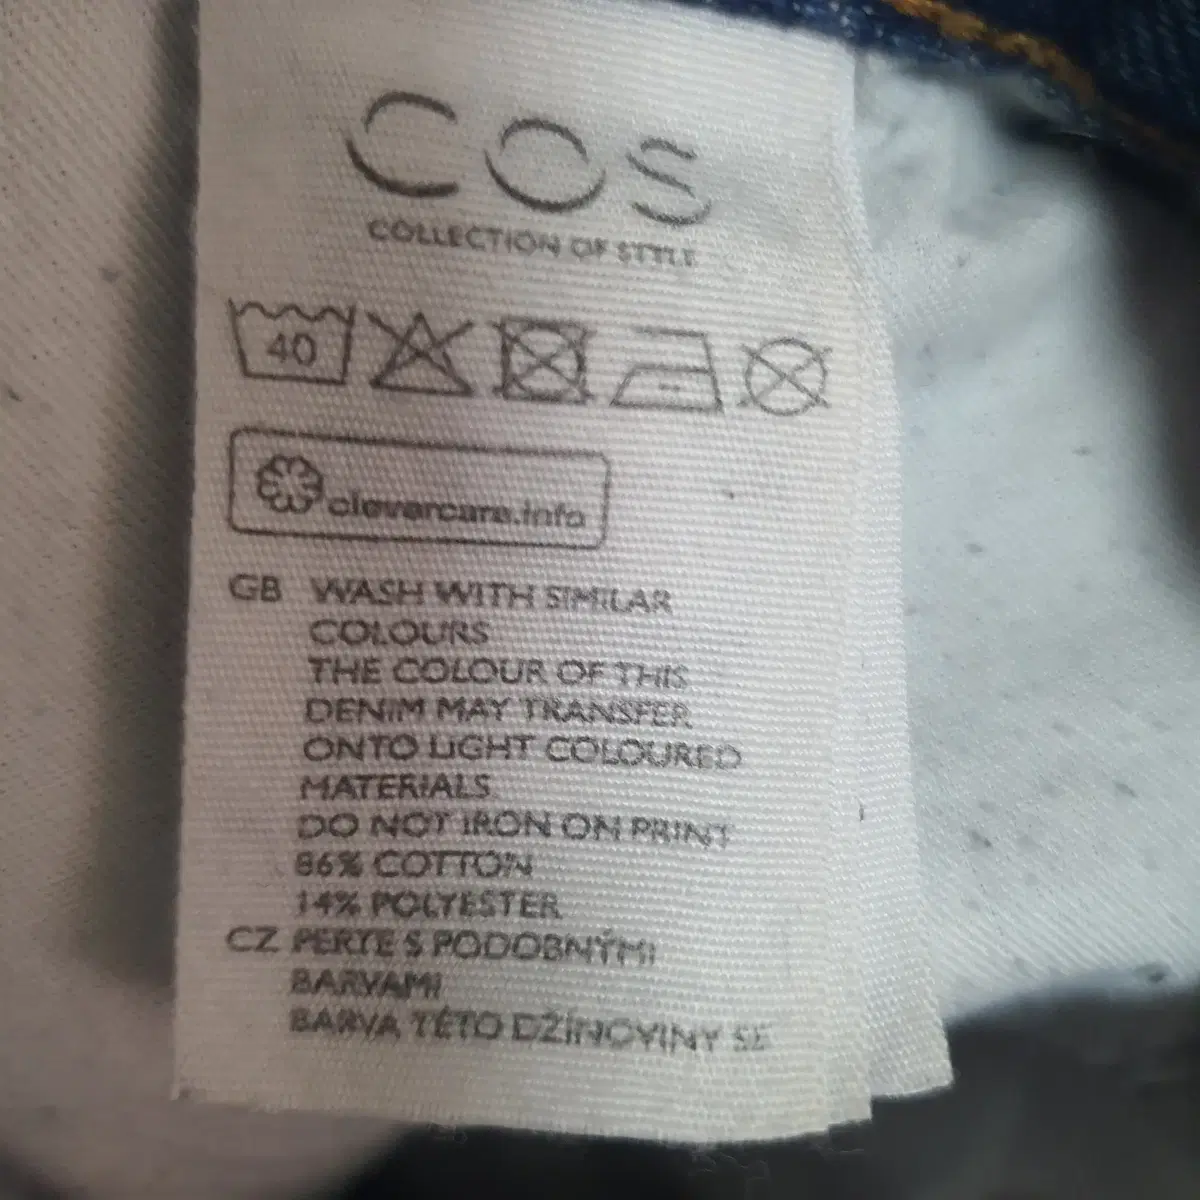 COS
COLLECTION OF STYLE
40
clevercare.info
GB WASH WITH SIMILAR
COLOURS
THE COLOUR OF THIS
DENIM MAY TRANSFER
ONTO LIGHT COLOURED
MATERIALS
DO NOT IRON ON PRINT
86% COTTON
14% POLYESTER
CZ PERTE S PODOBNÝMI
BARVAMI
BARVA TÉTO DŽÍNOVINY SE